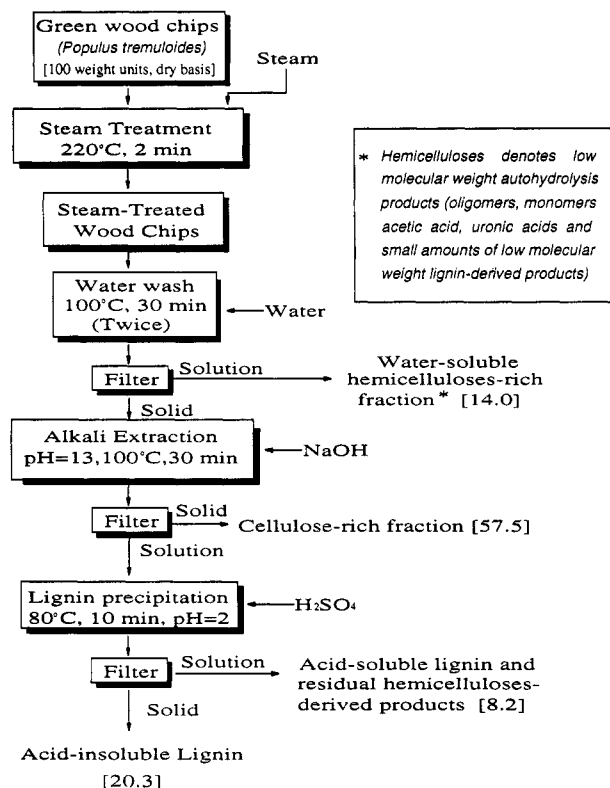 Green wood chips
(Populus tremuloides)
[100 weight units, dry basis]
Steam
Steam Treatment
220°C, 2 min
* Hemicelluloses denotes low
molecular weight autohydrolysis
products (oligomers, monomers
acetic acid, uronic acids and
small amounts of low molecular
weight lignin-derived products)
Steam-Treated
Wood Chips
Water wash
100°C, 30 min
(Twice)
Water
Filter
Solution
Water-soluble
hemicelluloses-rich
fraction* [14.0]
Solid
Alkali Extraction
pH=13,100°C,30 min
NaOH
Filter
Solid
Cellulose-rich fraction [57.5]
Solution
Lignin precipitation
80°C, 10 min, pH=2
H₂SO₄
Filter
Solution
Acid-soluble lignin and
residual hemicelluloses-
derived products [8.2]
Solid
Acid-insoluble Lignin
[20.3]